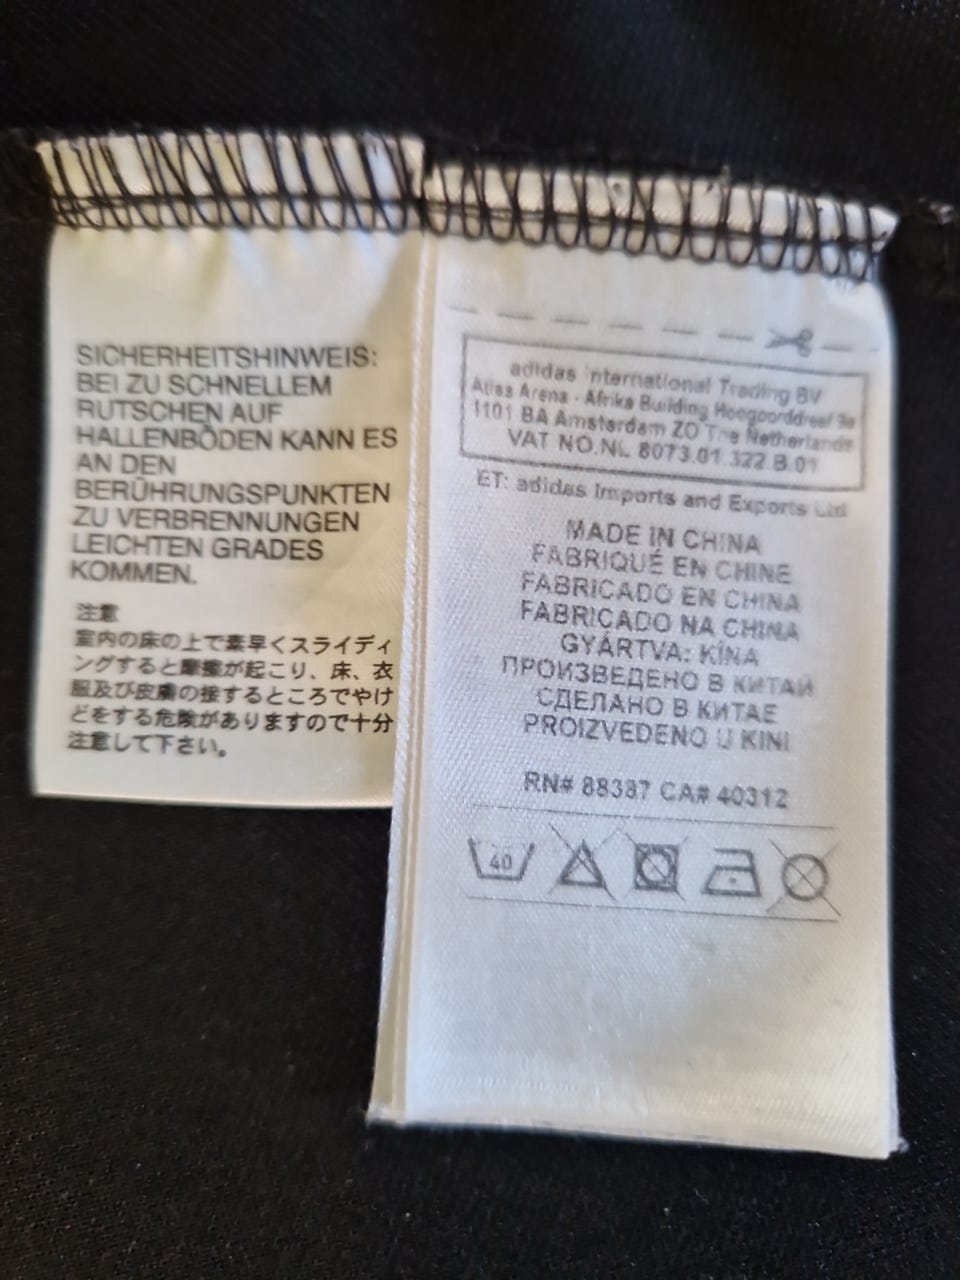 SICHERHEITSHINWEIS:
BEI ZU SCHNELLEM
RUTSCHEN AUF
HALLENBÖDEN KANN ES
AN DEN
BERÜHRUNGSPUNKTEN
ZU VERBRENNUNGEN
LEICHTEN GRADES
KOMMEN.
注意
室内の床の上で素早くスライディ
ングすると摩擦が起こり、床、衣
服及び皮膚の接するところでやけ
どをする危険がありますので十分
注意して下さい。
adidas International Trading BV
Atlas Arena - Afrika Building Hoogoorddreef 9a
1101 BA Amsterdam ZO The Netherlands
VAT NO.NL 8073.01.322.B.01
ET: adidas Imports and Exports Ltd
MADE IN CHINA
FABRIQUÉ EN CHINE
FABRICADO EN CHINA
FABRICADO NA CHINA
GYÁRTVA: KÍNA
ПРОИЗВЕДЕНО В КИТАЙ
СДЕЛАНО В КИТАЕ
PROIZVEDENO U KINI
RN# 88387 CA# 40312
40